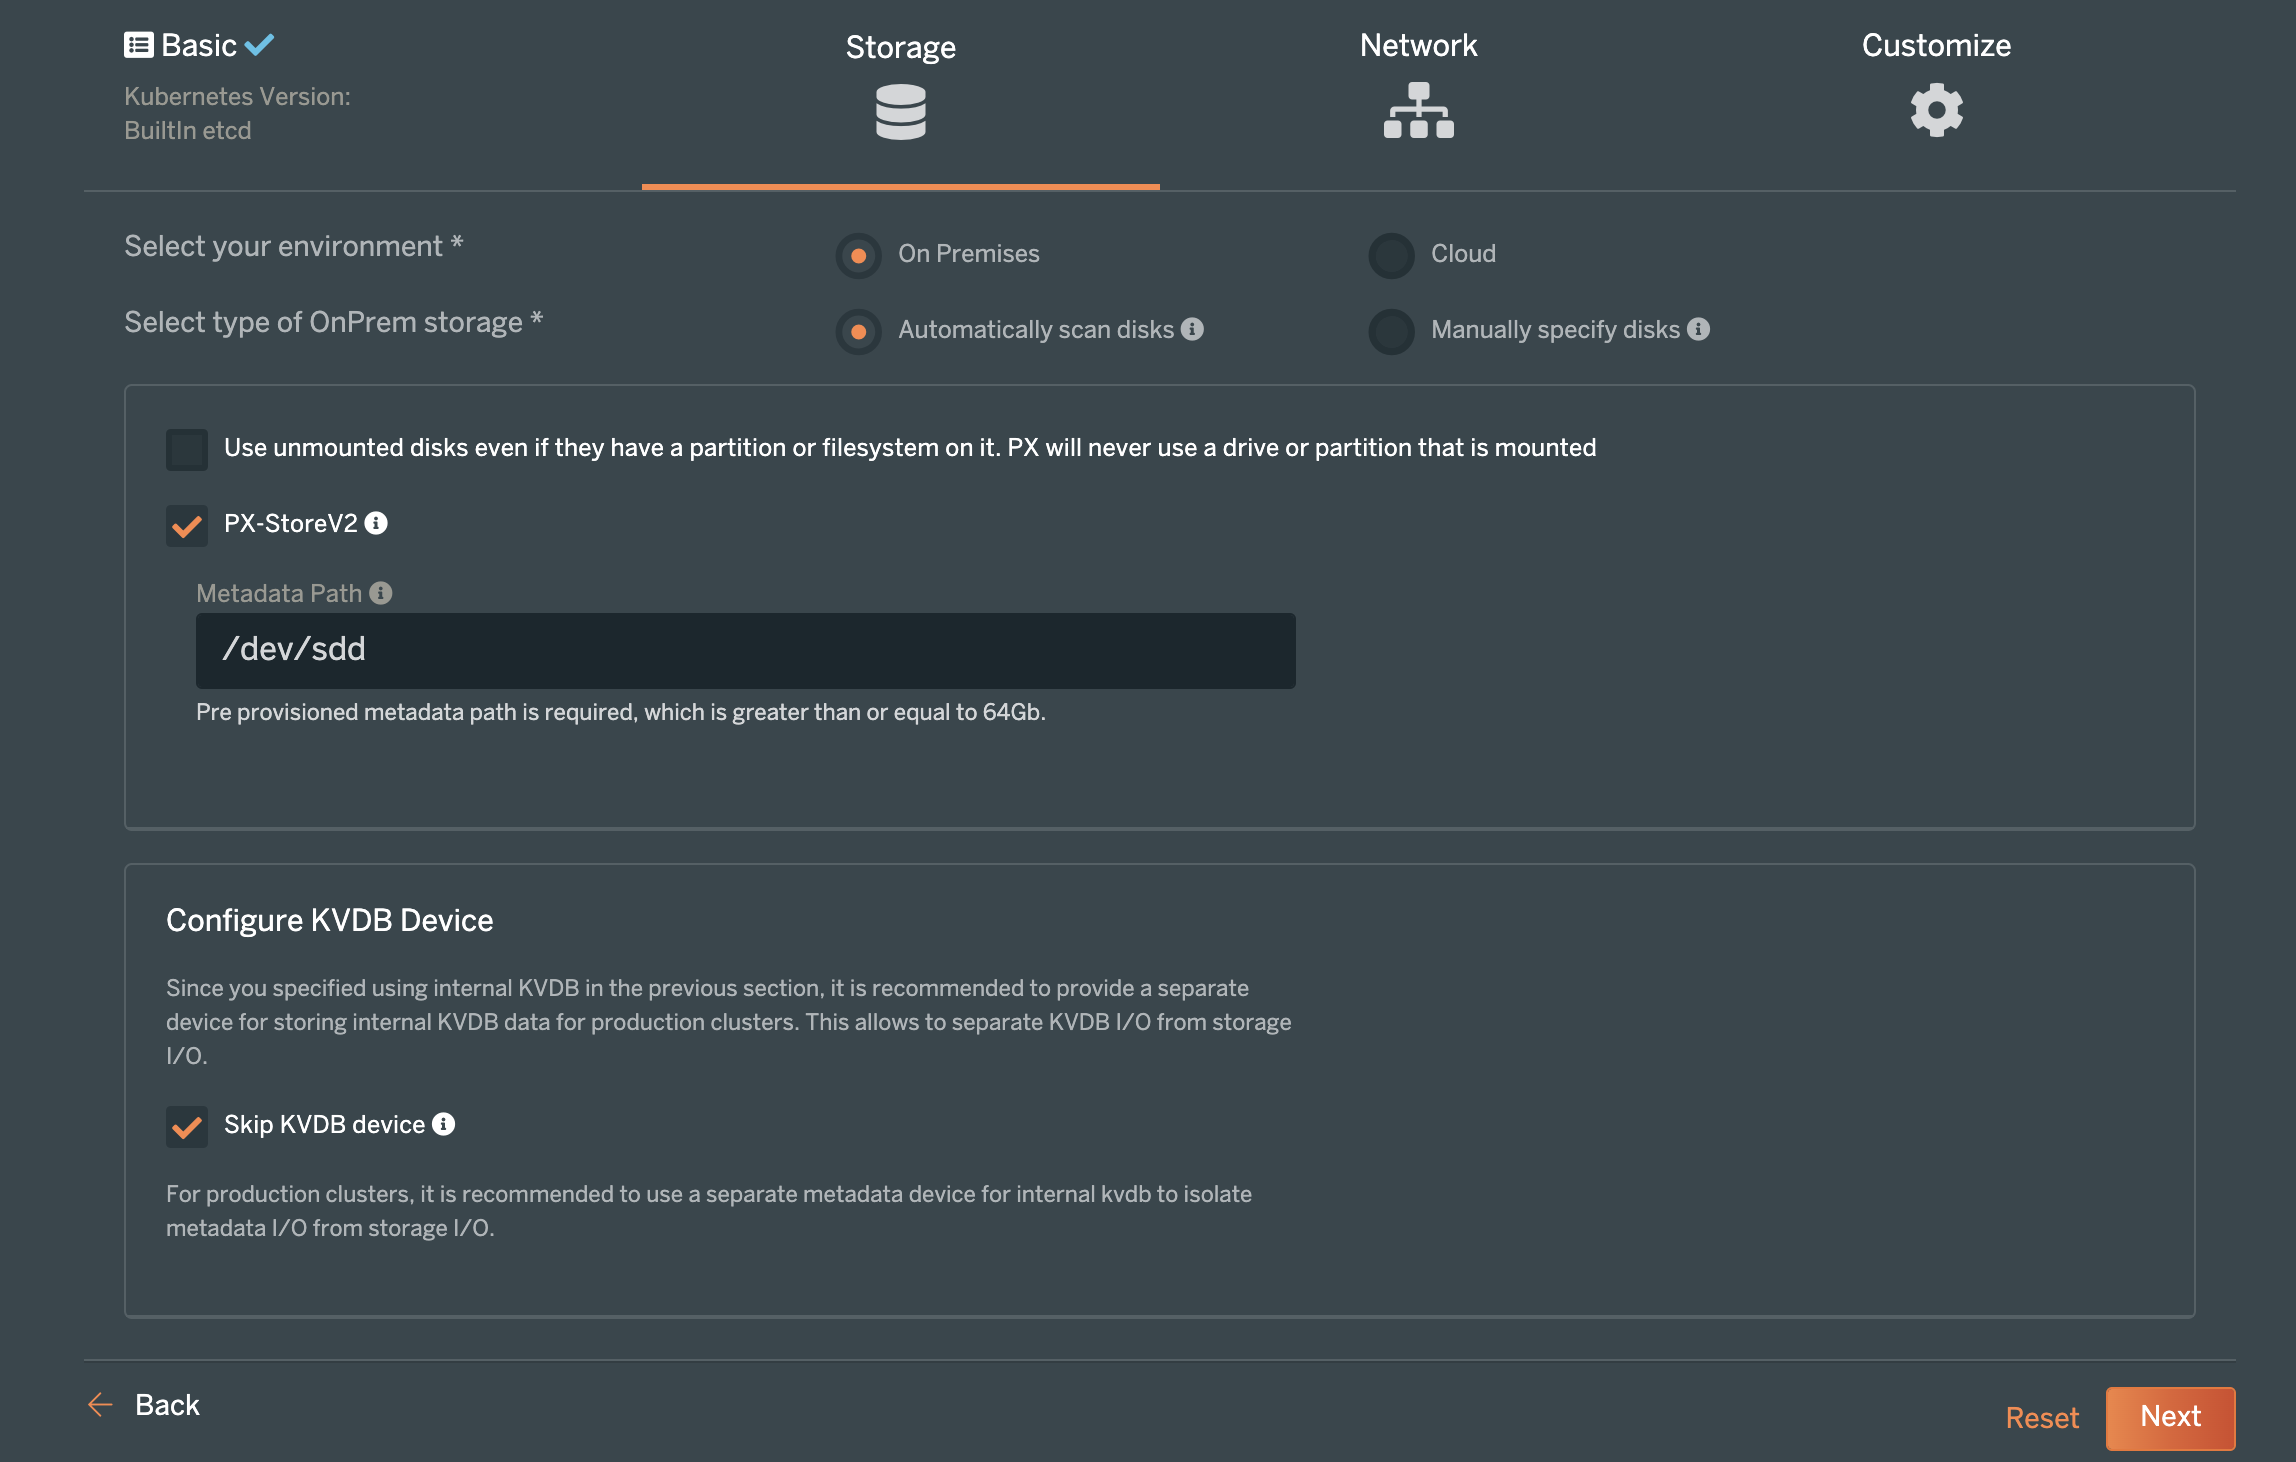 Basic
Kubernetes Version:
BuiltIn etcd
Storage
Network
Customize
Select your environment *
On Premises
Cloud
Select type of OnPrem storage *
Automatically scan disks
Manually specify disks
Use unmounted disks even if they have a partition or filesystem on it. PX will never use a drive or partition that is mounted
PX-StoreV2
Metadata Path
/dev/sdd
Pre provisioned metadata path is required, which is greater than or equal to 64Gb.
Configure KVDB Device
Since you specified using internal KVDB in the previous section, it is recommended to provide a separate
device for storing internal KVDB data for production clusters. This allows to separate KVDB I/O from storage
I/O.
Skip KVDB device
For production clusters, it is recommended to use a separate metadata device for internal kvdb to isolate
metadata I/O from storage I/O.
Back
Reset
Next